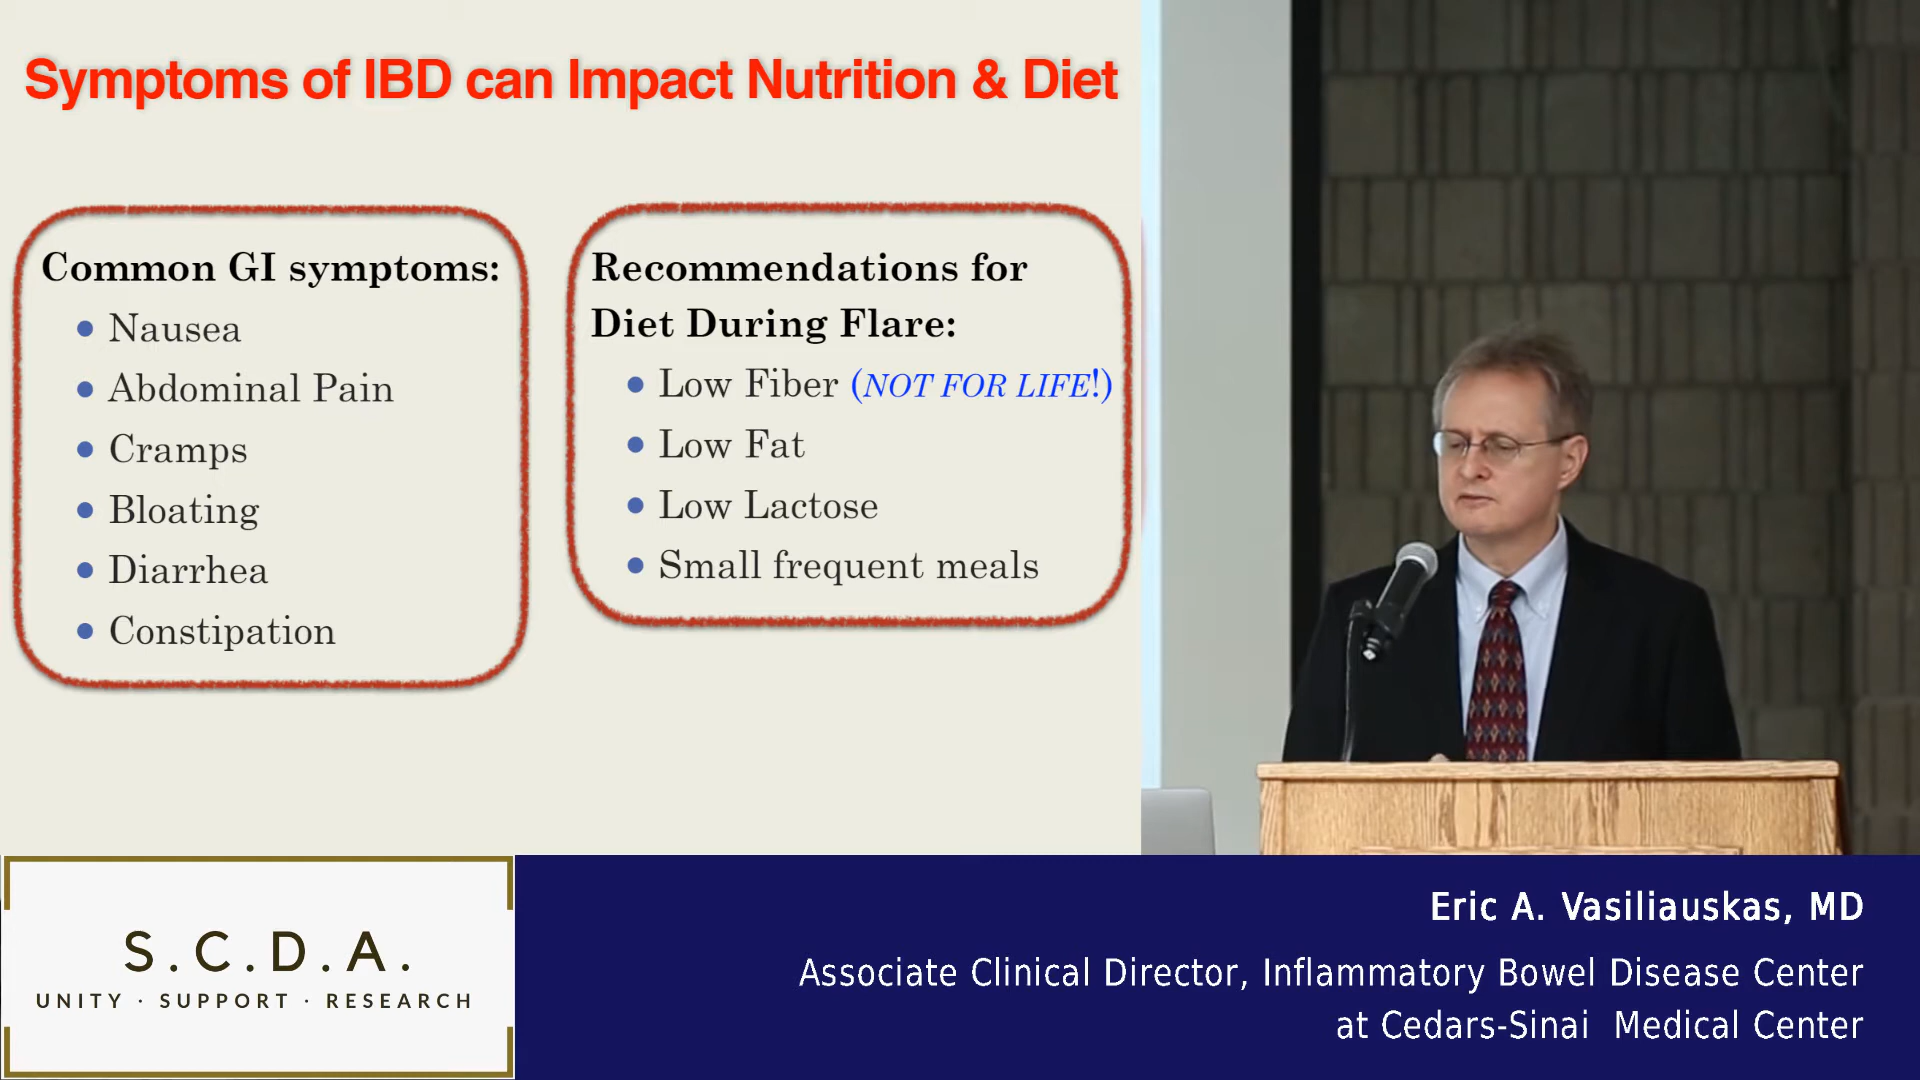 Symptoms of IBD can Impact Nutrition & Diet
Common GI symptoms:
• Nausea
• Abdominal Pain
• Cramps
• Bloating
• Diarrhea
• Constipation
Recommendations for
Diet During Flare:
• Low Fiber (NOT FOR LIFE!)
• Low Fat
• Low Lactose
• Small frequent meals
S.C.D.A.
UNITY · SUPPORT · RESEARCH
Eric A. Vasiliauskas, MD
Associate Clinical Director, Inflammatory Bowel Disease Center
at Cedars-Sinai Medical Center